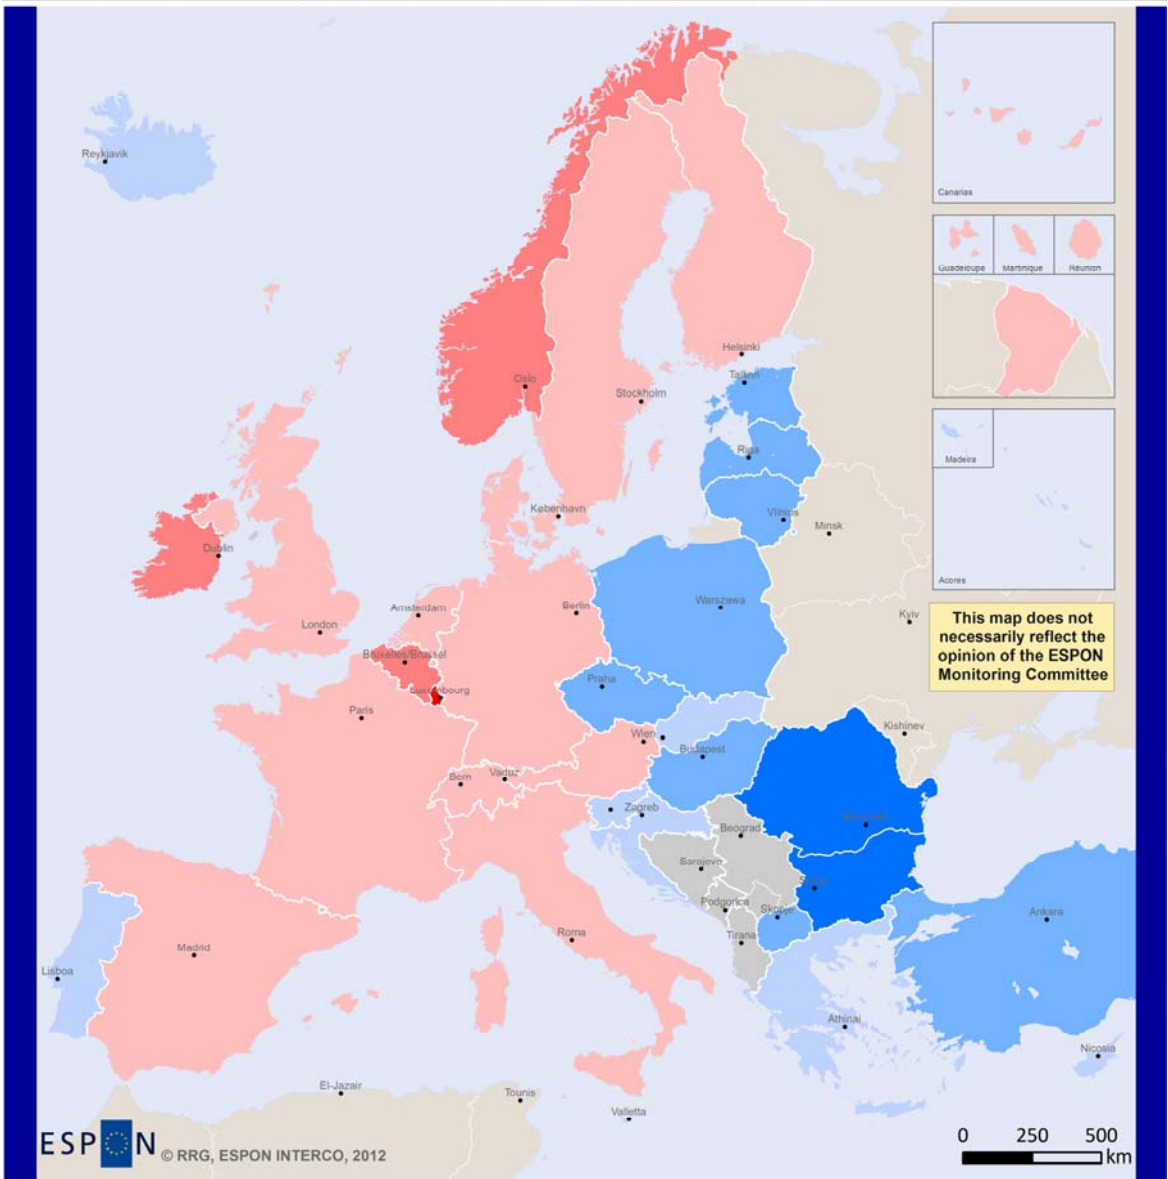 Reykjavik
Canarias
Guadeloupe
Martinique
Reunion
Helsinki
Tallinn
Oslo
Stockholm
Riga
Madeira
København
Vilnius
Minsk
Dublin
Acores
Amsterdam
Berlin
Warszawa
Kyiv
London
This map does not
necessarily reflect the
opinion of the ESPON
Monitoring Committee
Bruxelles/Brussel
Praha
Luxembourg
Paris
Kishinev
Wien
Budapest
Bern
Vaduz
Zagreb
Beograd
Sarajevo
Podgorica
Skopje
Ankara
Tirana
Roma
Madrid
Lisboa
Athinai
Nicosia
El-Jazair
Tounis
Valletta
ESPON
© RRG, ESPON INTERCO, 2012
0 250 500
km